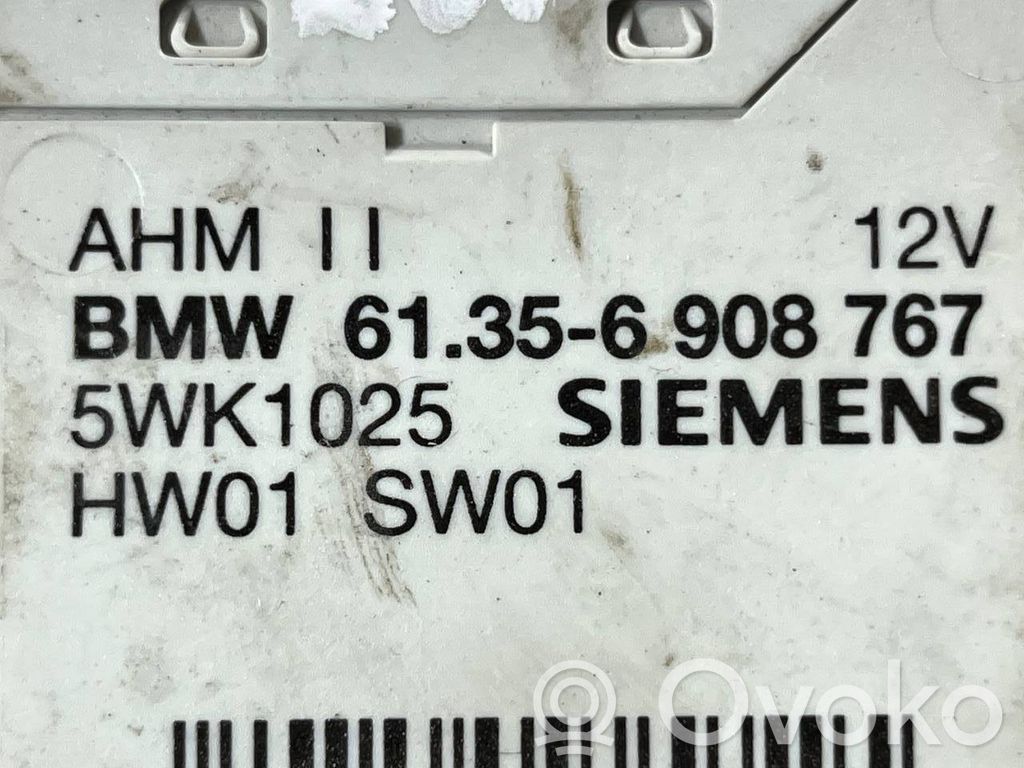 AHM II 12V
BMW 61.35-6 908 767
5WK1025 SIEMENS
HW01 SW01
Ovoko